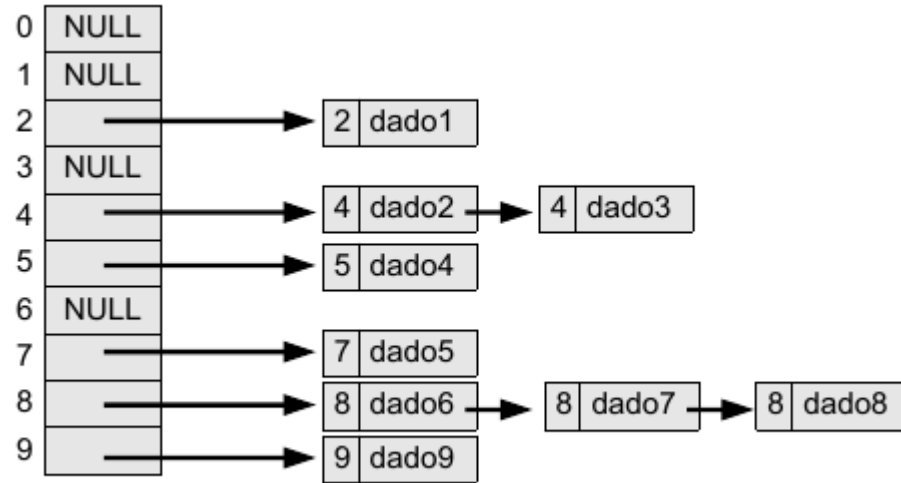 0 NULL
1 NULL
2 2 dado1
3 NULL
4 4 dado2 4 dado3
5 5 dado4
6 NULL
7 7 dado5
8 8 dado6 8 dado7 8 dado8
9 9 dado9